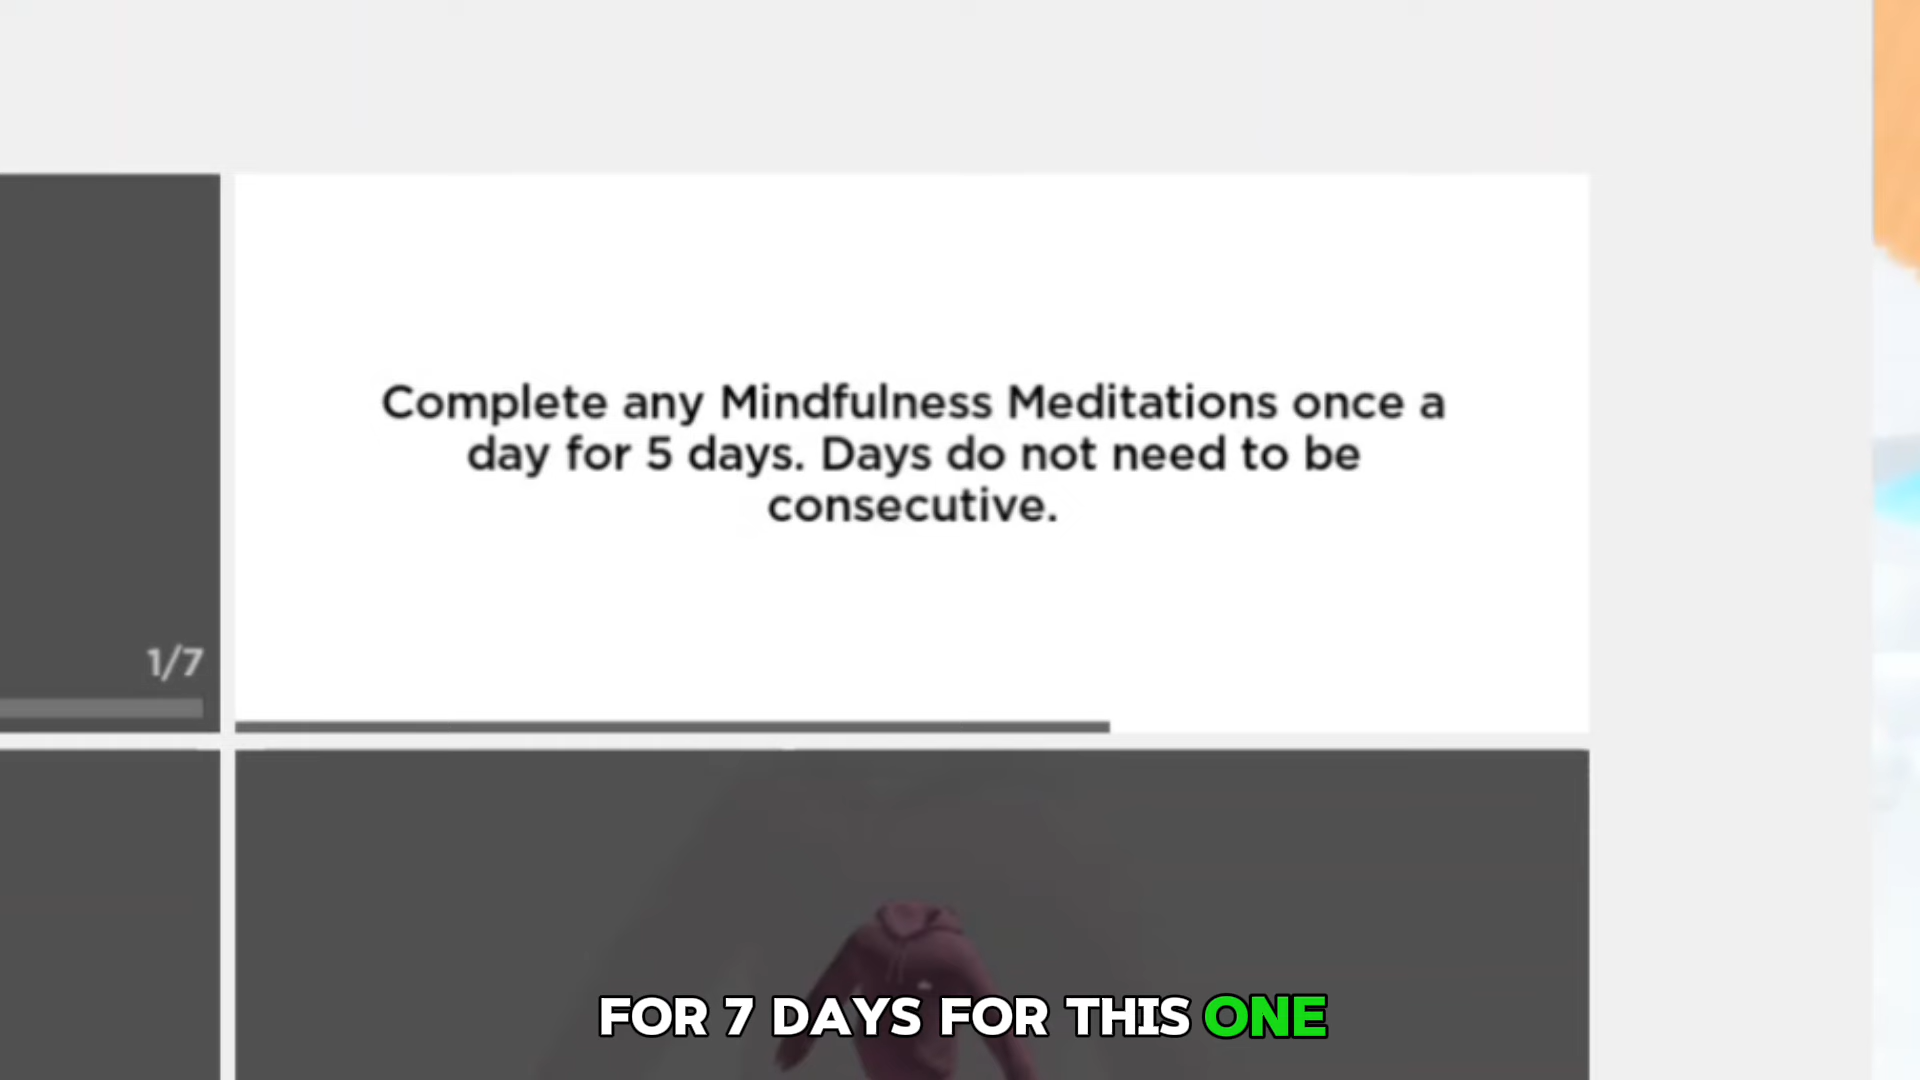 Complete any Mindfulness Meditations once a
day for 5 days. Days do not need to be
consecutive.
1/7
FOR 7 DAYS FOR THIS ONE